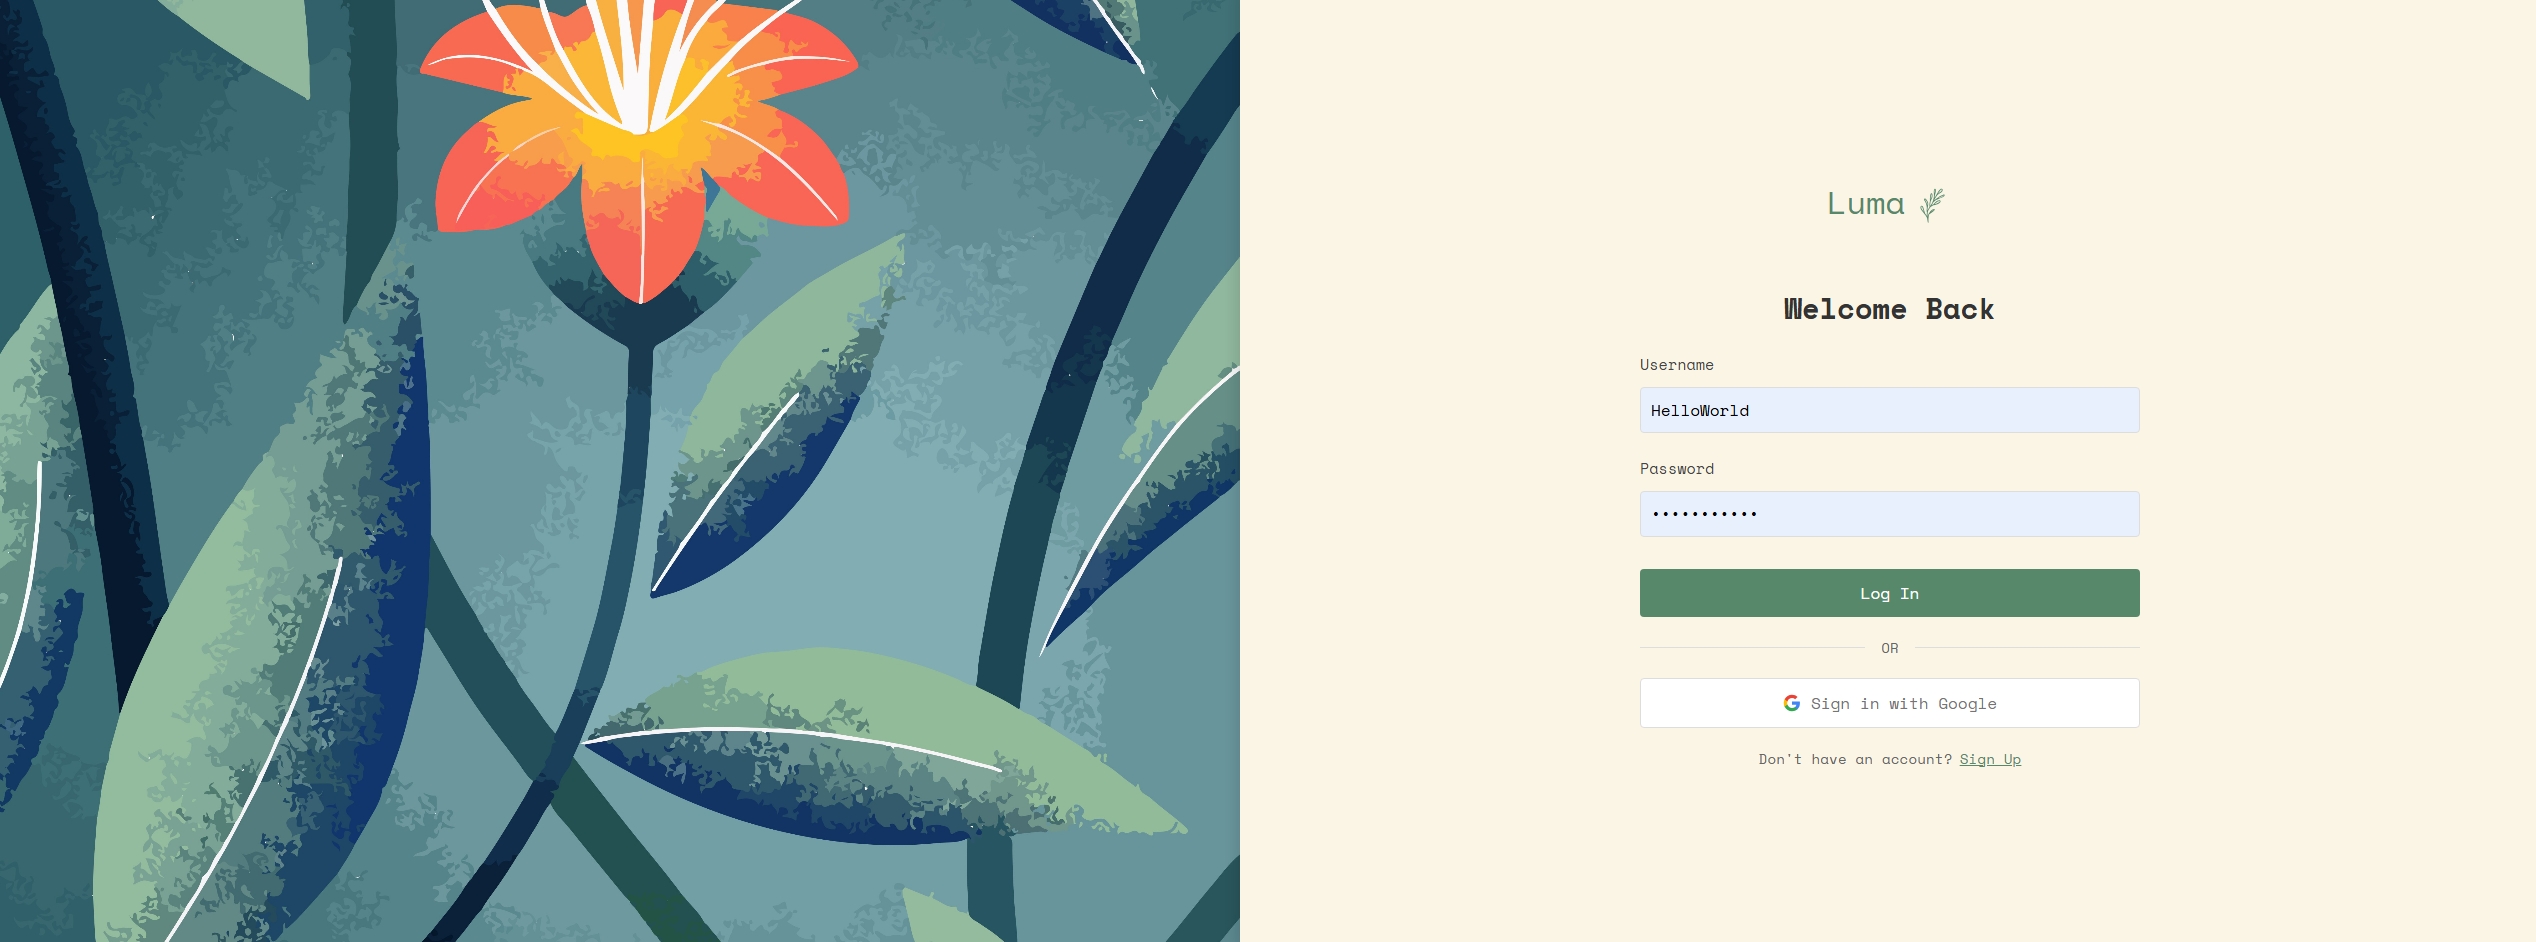 Luma
Welcome Back
Username
HelloWorld
Password
•••••••••••
Log In
OR
Sign in with Google
Don't have an account? Sign Up